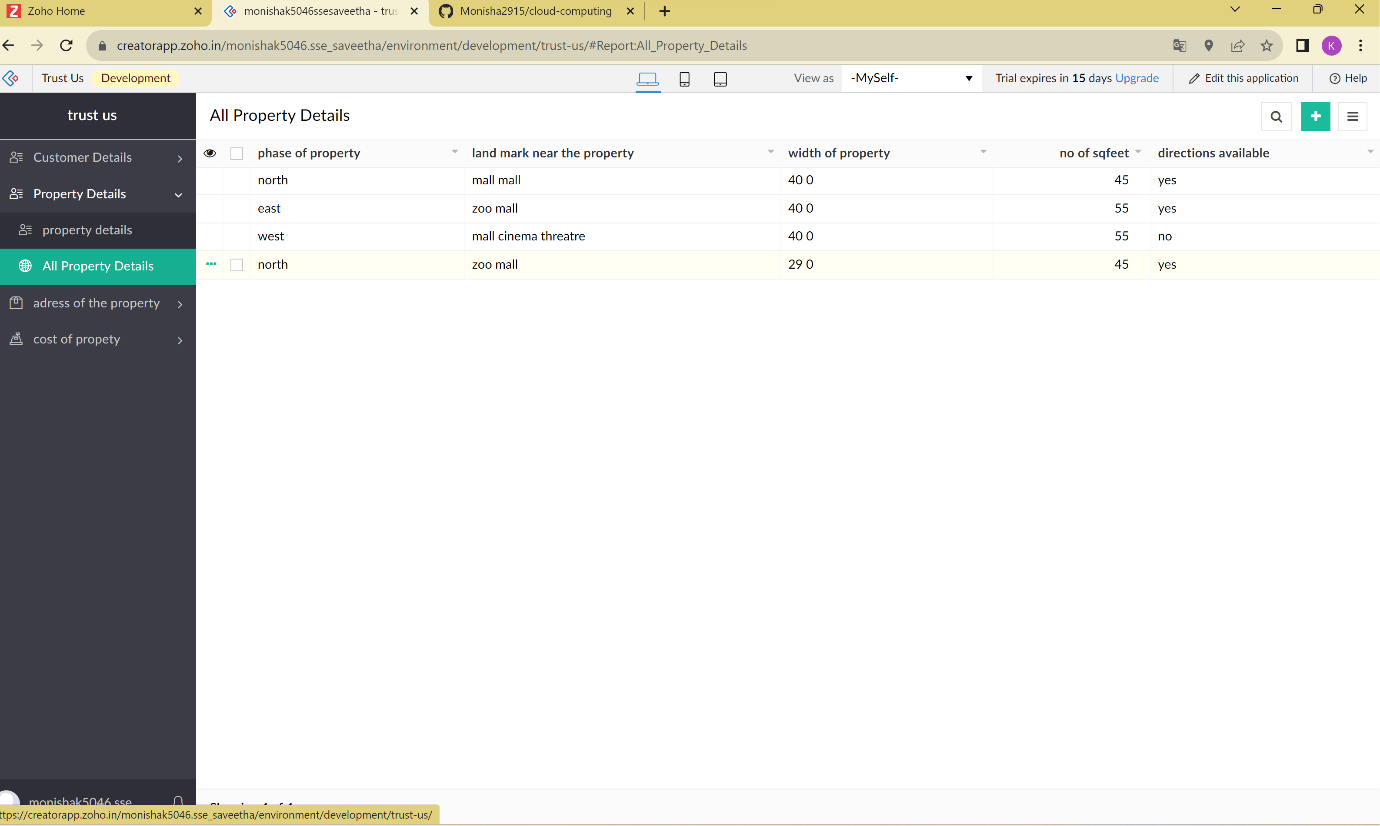 Zoho Home
monishak5046ssesaveetha - trus
Monisha2915/cloud-computing
creatorapp.zoho.in/monishak5046.sse_saveetha/environment/development/trust-us/#Report:All_Property_Details
K
Trust Us Development View as -MySelf- Trial expires in 15 days Upgrade Edit this application Help
trust us
All Property Details
Customer Details
Property Details
property details
All Property Details
adress of the property
cost of propety
phase of property land mark near the property width of property no of sqfeet directions available
north mall mall 40 0 45 yes
east zoo mall 40 0 55 yes
west mall cinema threatre 40 0 55 no
north zoo mall 29 0 45 yes
monishak5046.sse
ttps://creatorapp.zoho.in/monishak5046.sse_saveetha/environment/development/trust-us/